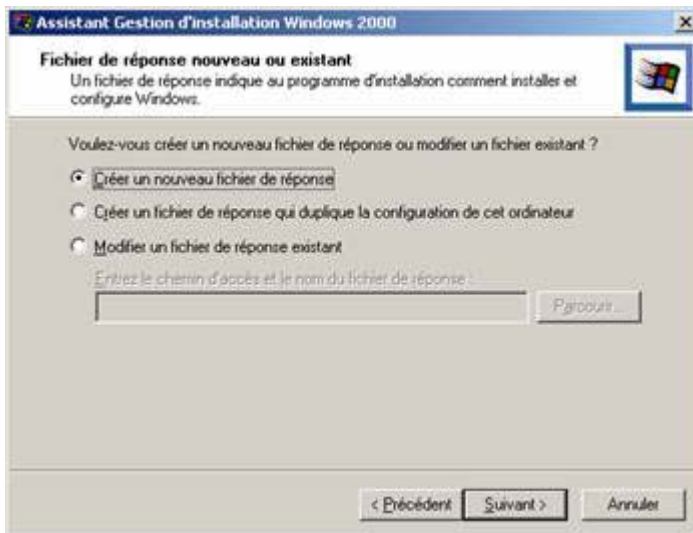 Assistant Gestion d'installation Windows 2000
Fichier de réponse nouveau ou existant
Un fichier de réponse indique au programme d'installation comment installer et
configure Windows.
Voulez-vous créer un nouveau fichier de réponse ou modifier un fichier existant ?
Créer un nouveau fichier de réponse
Créer un fichier de réponse qui duplique la configuration de cet ordinateur
Modifier un fichier de réponse existant
Entrez le chemin d'accès et le nom du fichier de réponse :
Parcourir...
< Précédent
Suivant >
Annuler